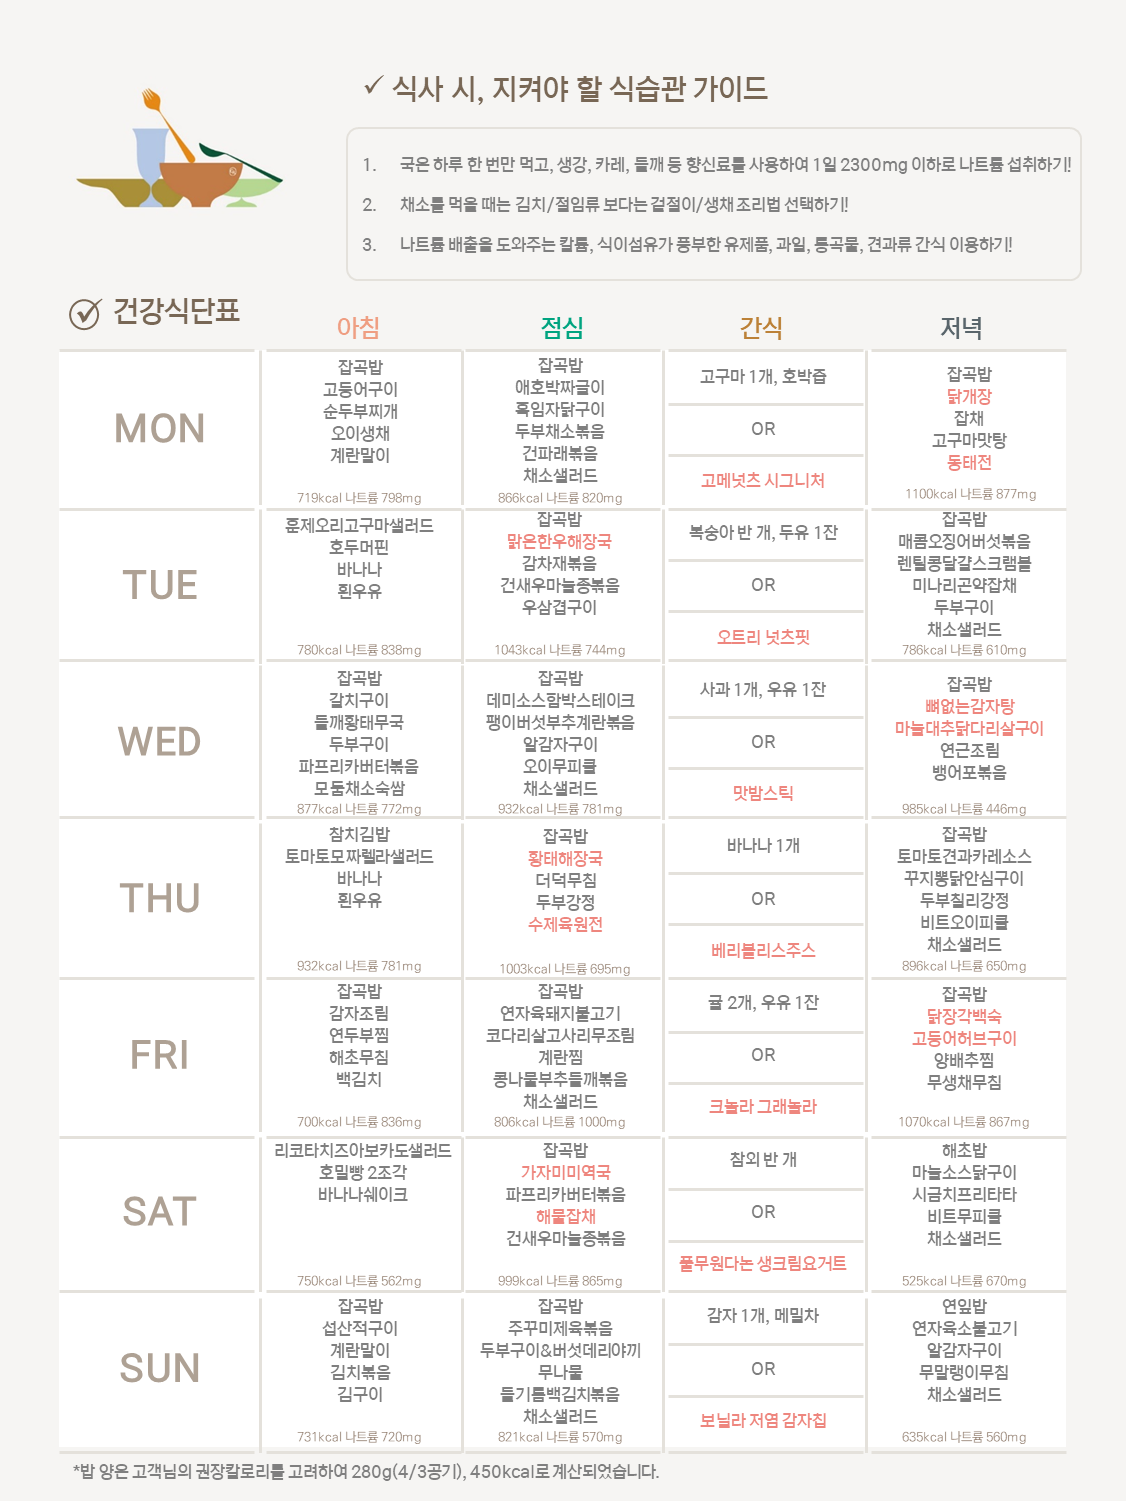 식사 시, 지켜야 할 식습관 가이드
1. 국은 하루 한 번만 먹고, 생강, 카레, 들깨 등 향신료를 사용하여 1일 2300mg 이하로 나트륨 섭취하기!
2. 채소를 먹을 때는 김치/절임류 보다는 겉절이/생채 조리법 선택하기!
3. 나트륨 배출을 도와주는 칼륨, 식이섬유가 풍부한 유제품, 과일, 통곡물, 견과류 간식 이용하기!
건강식단표
아침
점심
간식
저녁
MON
잡곡밥
고등어구이
순두부찌개
오이생채
계란말이
719kcal 나트륨 798mg
잡곡밥
애호박짜글이
흑임자닭구이
두부채소볶음
건파래볶음
채소샐러드
866kcal 나트륨 820mg
고구마 1개, 호박즙
OR
고메넛츠 시그니처
잡곡밥
닭개장
잡채
고구마맛탕
동태전
1100kcal 나트륨 877mg
TUE
훈제오리고구마샐러드
호두머핀
바나나
흰우유
780kcal 나트륨 838mg
잡곡밥
맑은한우해장국
감차채볶음
건새우마늘종볶음
우삼겹구이
1043kcal 나트륨 744mg
복숭아 반 개, 두유 1잔
OR
오트리 넛츠핏
잡곡밥
매콤오징어버섯볶음
렌틸콩달걀스크램블
미나리곤약잡채
두부구이
채소샐러드
786kcal 나트륨 610mg
WED
잡곡밥
갈치구이
들깨황태무국
두부구이
파프리카버터볶음
모둠채소숙쌈
877kcal 나트륨 772mg
잡곡밥
데미소스함박스테이크
팽이버섯부추계란볶음
알감자구이
오이무피클
채소샐러드
932kcal 나트륨 781mg
사과 1개, 우유 1잔
OR
맛밤스틱
잡곡밥
뼈없는감자탕
마늘대추닭다리살구이
연근조림
뱅어포볶음
985kcal 나트륨 446mg
THU
참치김밥
토마토모짜렐라샐러드
바나나
흰우유
932kcal 나트륨 781mg
잡곡밥
황태해장국
더덕무침
두부강정
수제육원전
1003kcal 나트륨 695mg
바나나 1개
OR
베리블리스주스
잡곡밥
토마토견과카레소스
꾸지뽕닭안심구이
두부칠리강정
비트오이피클
채소샐러드
896kcal 나트륨 650mg
FRI
잡곡밥
감자조림
연두부찜
해초무침
백김치
700kcal 나트륨 836mg
잡곡밥
연자육돼지불고기
코다리살고사리무조림
계란찜
콩나물부추들깨볶음
채소샐러드
806kcal 나트륨 1000mg
귤 2개, 우유 1잔
OR
크놀라 그래놀라
잡곡밥
닭장각백숙
고등어허브구이
양배추찜
무생채무침
1070kcal 나트륨 867mg
SAT
리코타치즈아보카도샐러드
호밀빵 2조각
바나나쉐이크
750kcal 나트륨 562mg
잡곡밥
가자미미역국
파프리카버터볶음
해물잡채
건새우마늘종볶음
999kcal 나트륨 865mg
참외 반 개
OR
풀무원다논 생크림요거트
해초밥
마늘소스닭구이
시금치프리타타
비트무피클
채소샐러드
525kcal 나트륨 670mg
SUN
잡곡밥
섭산적구이
계란말이
김치볶음
김구이
731kcal 나트륨 720mg
잡곡밥
주꾸미제육볶음
두부구이&버섯데리야끼
무나물
들기름백김치볶음
채소샐러드
821kcal 나트륨 570mg
감자 1개, 메밀차
OR
보닐라 저염 감자칩
연잎밥
연자육소불고기
알감자구이
무말랭이무침
채소샐러드
635kcal 나트륨 560mg
*밥 양은 고객님의 권장칼로리를 고려하여 280g(4/3공기), 450kcal로 계산되었습니다.